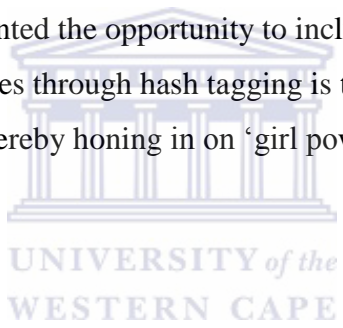 nted the opportunity to incl
es through hash tagging is t
ereby honing in on ‘girl pov
UNIVERSITY of the
WESTERN CAPE